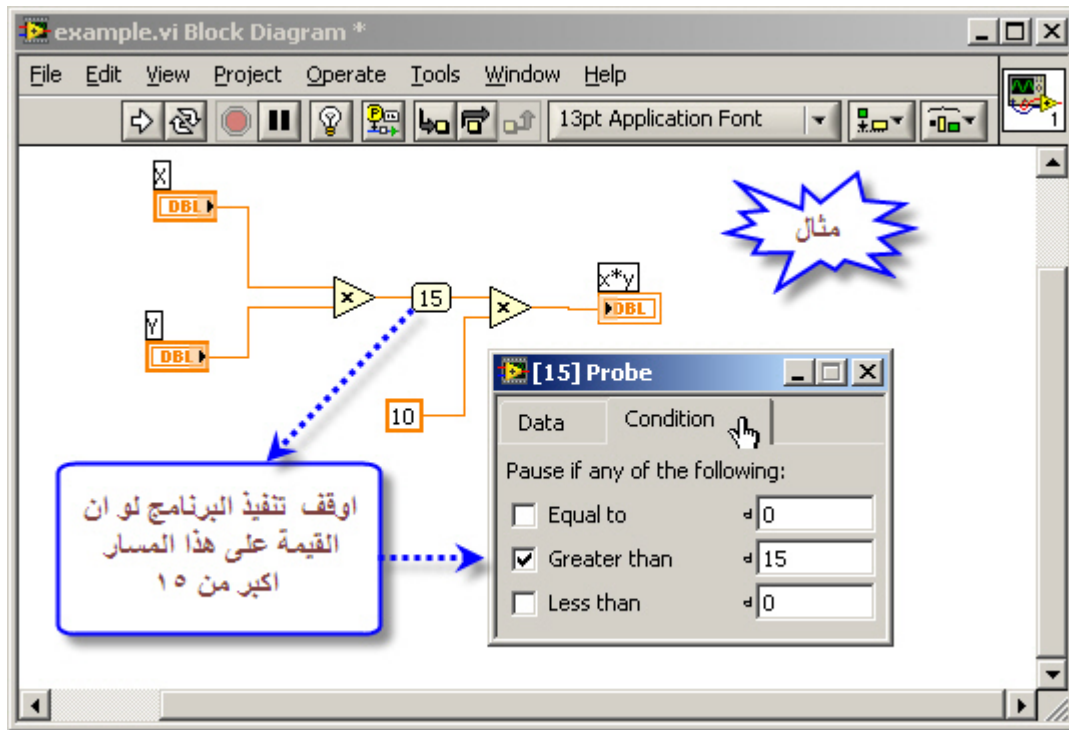 example.vi Block Diagram *
File Edit View Project Operate Tools Window Help
13pt Application Font
1
X
DBL
مثال
15
x*y
DBL
Y
DBL
10
[15] Probe
Data Condition
Pause if any of the following:
Equal to 0
Greater than 15
Less than 0
اوقف تنفيذ البرنامج لو ان
القيمة على هذا المسار
اكبر من ١٥